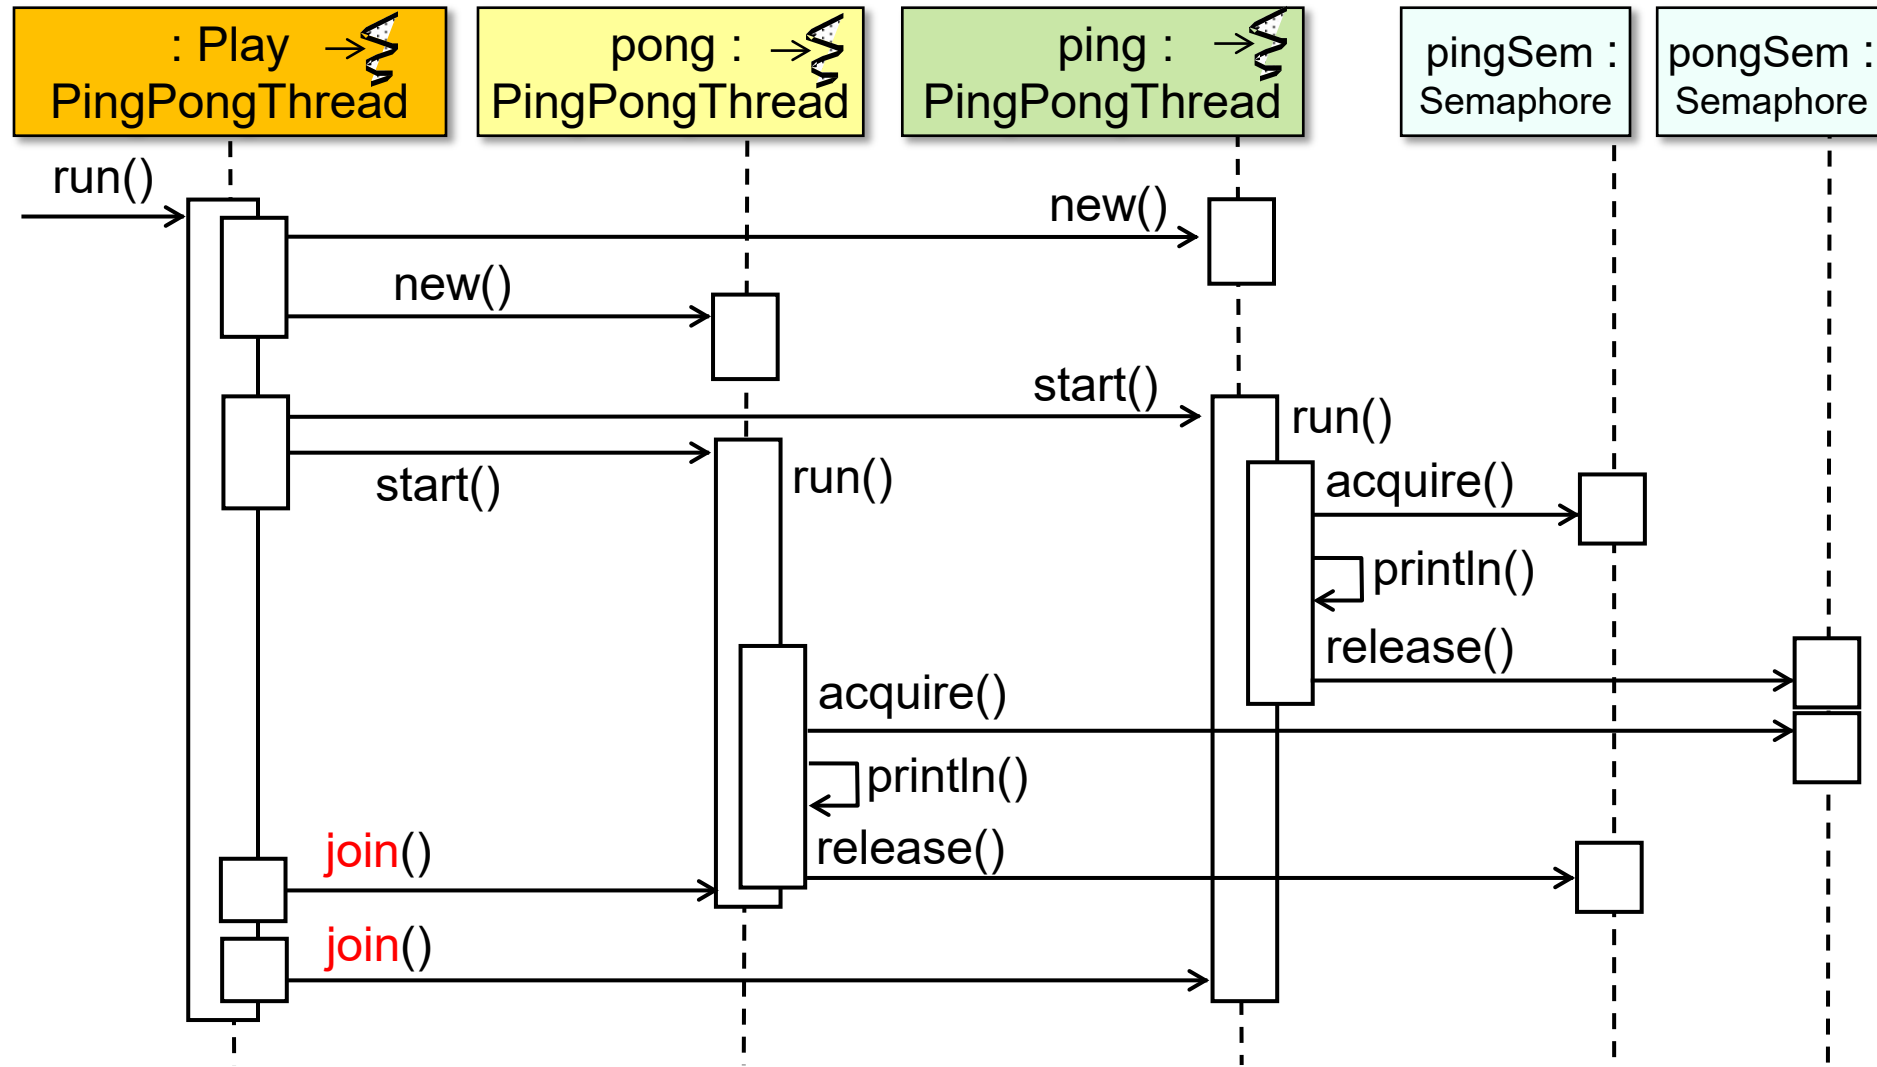 : Play
PingPongThread
pong :
PingPongThread
ping :
PingPongThread
pingSem :
Semaphore
pongSem :
Semaphore
run()
new()
new()
start()
run()
start()
run()
acquire()
println()
release()
acquire()
println()
release()
join()
join()